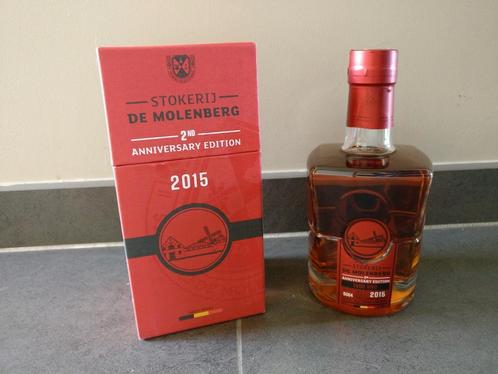 STOKERIJ
DE MOLENBERG
2ND
ANNIVERSARY EDITION
2015
STOKERIJ
DE MOLENBERG
ANNIVERSARY EDITION
2015